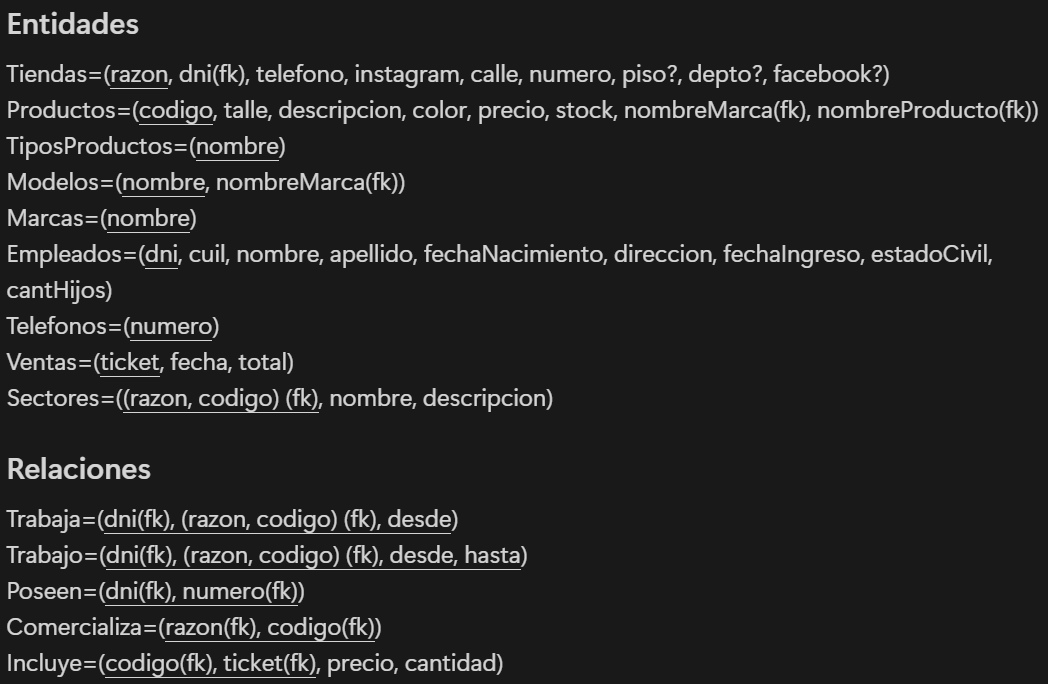 Entidades
Tiendas=(razon, dni(fk), telefono, instagram, calle, numero, piso?, depto?, facebook?)
Productos=(codigo, talle, descripcion, color, precio, stock, nombreMarca(fk), nombreProducto(fk))
TiposProductos=(nombre)
Modelos=(nombre, nombreMarca(fk))
Marcas=(nombre)
Empleados=(dni, cuil, nombre, apellido, fechaNacimiento, direccion, fechaIngreso, estadoCivil,
cantHijos)
Telefonos=(numero)
Ventas=(ticket, fecha, total)
Sectores=((razon, codigo) (fk), nombre, descripcion)
Relaciones
Trabaja=(dni(fk), (razon, codigo) (fk), desde)
Trabajo=(dni(fk), (razon, codigo) (fk), desde, hasta)
Poseen=(dni(fk), numero(fk))
Comercializa=(razon(fk), codigo(fk))
Incluye=(codigo(fk), ticket(fk), precio, cantidad)